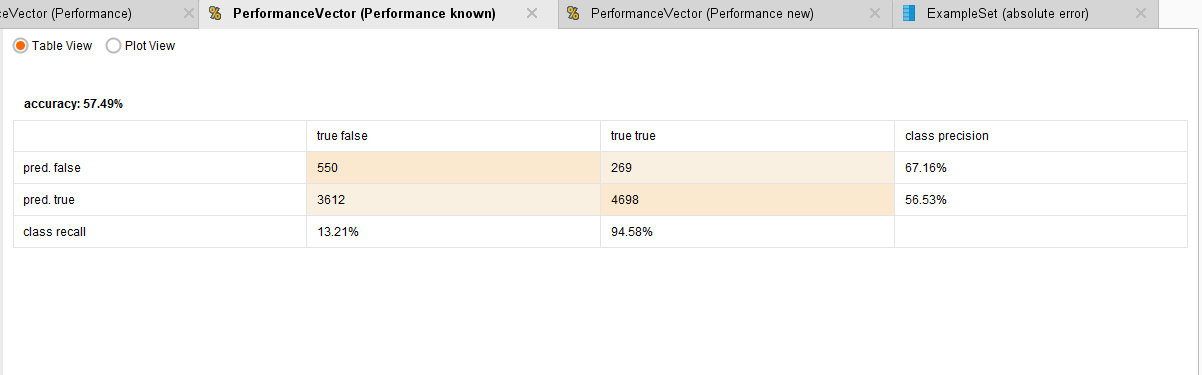 ceVector (Performance) PerformanceVector (Performance known) PerformanceVector (Performance new) ExampleSet (absolute error)
Table View Plot View
accuracy: 57.49%
true false true true class precision
pred. false 550 269 67.16%
pred. true 3612 4698 56.53%
class recall 13.21% 94.58%